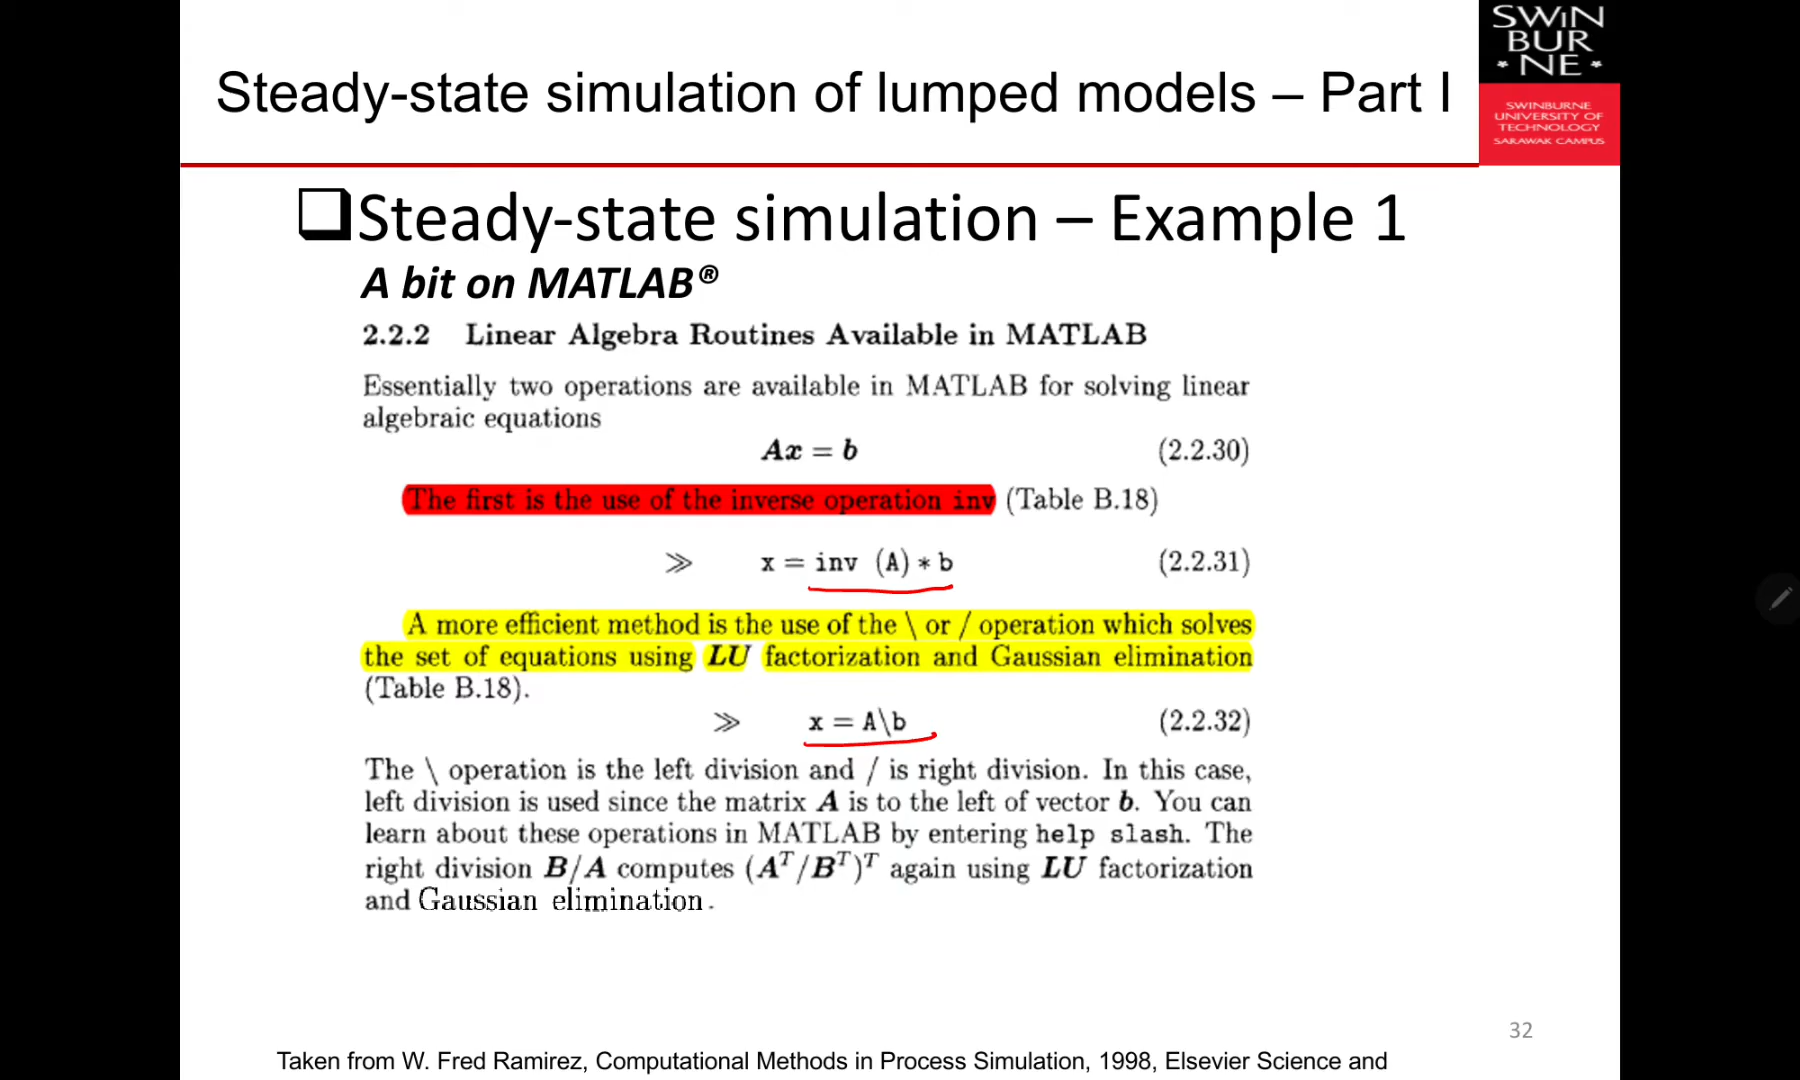 Steady-state simulation of lumped models – Part I
SWiN
BUR
* NE *
SWINBURNE
UNIVERSITY OF
TECHNOLOGY
SARAWAK CAMPUS
❑Steady-state simulation – Example 1
A bit on MATLAB®
2.2.2 Linear Algebra Routines Available in MATLAB
Essentially two operations are available in MATLAB for solving linear
algebraic equations
Ax = b (2.2.30)
The first is the use of the inverse operation inv (Table B.18)
≫ x = inv (A) * b (2.2.31)
A more efficient method is the use of the \ or / operation which solves
the set of equations using LU factorization and Gaussian elimination
(Table B.18).
≫ x = A\b (2.2.32)
The \ operation is the left division and / is right division. In this case,
left division is used since the matrix A is to the left of vector b. You can
learn about these operations in MATLAB by entering help slash. The
right division B/A computes (Aᵀ/Bᵀ)ᵀ again using LU factorization
and Gaussian elimination.
32
Taken from W. Fred Ramirez, Computational Methods in Process Simulation, 1998, Elsevier Science and